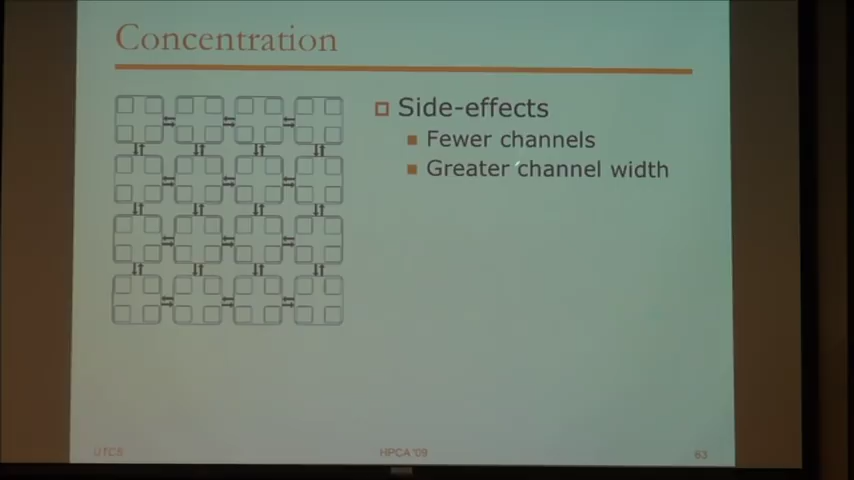 Concentration
Side-effects
Fewer channels
Greater channel width
UTCS
HPCA '09
63